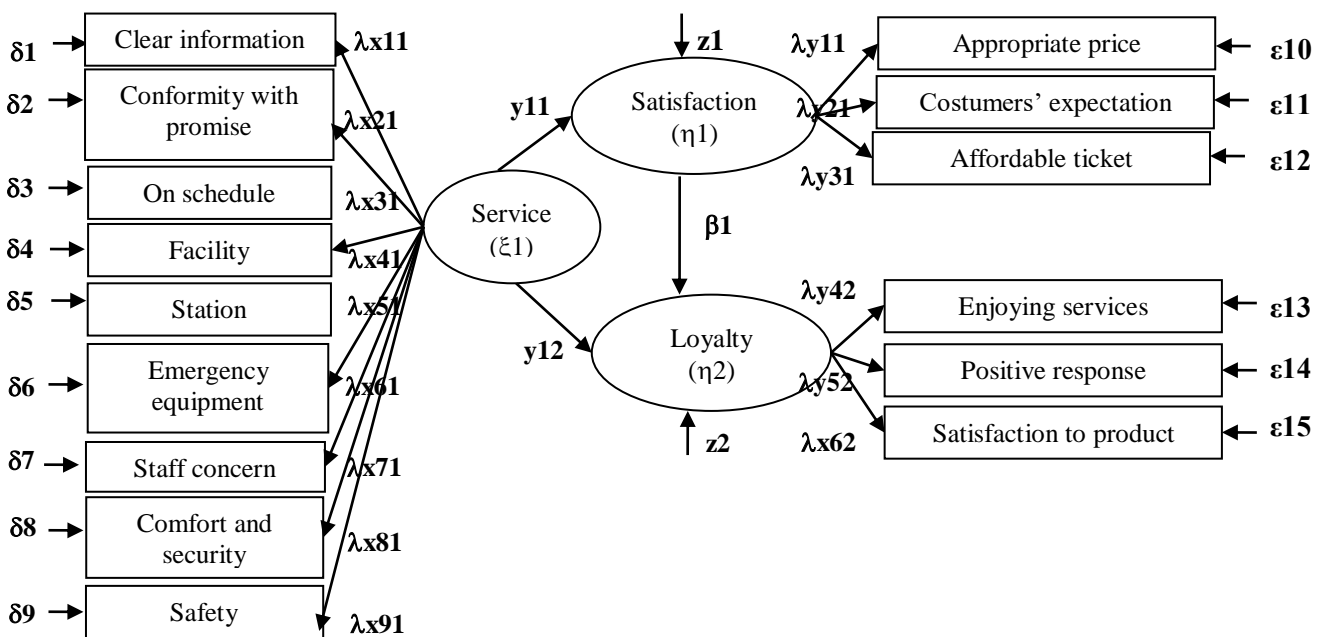 δ1
Clear information
λx11
δ2
Conformity with
promise
λx21
δ3
On schedule
λx31
δ4
Facility
λx41
δ5
Station
λx51
δ6
Emergency
equipment
λx61
δ7
Staff concern
λx71
δ8
Comfort and
security
λx81
δ9
Safety
λx91
Service
(ξ1)
y11
y12
z1
Satisfaction
(η1)
β1
Loyalty
(η2)
z2
λy11
Appropriate price
ε10
λy21
Costumers’ expectation
ε11
λy31
Affordable ticket
ε12
λy42
Enjoying services
ε13
λy52
Positive response
ε14
λx62
Satisfaction to product
ε15